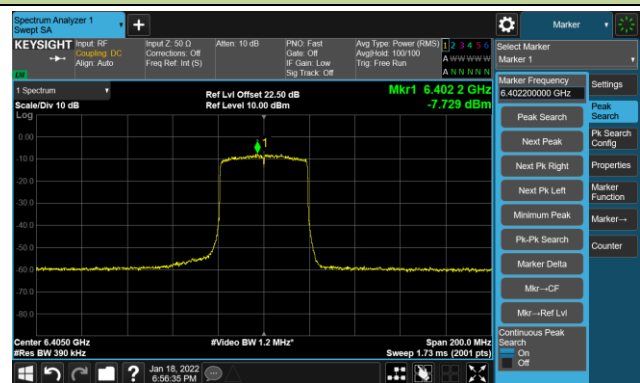 Spectrum Analyzer 1
Swept SA
+
Marker
KEYSIGHT
Input: RF
Coupling: DC
Align: Auto
Input Z: 50 Ω
Corrections: Off
Freq Ref: Int (S)
Atten: 10 dB
PNO: Fast
Gate: Off
IF Gain: Low
Sig Track: Off
Avg Type: Power (RMS)
Avg|Hold: 100/100
Trig: Free Run
1 2 3 4 5 6
A W W W W W
A N N N N N
LXI
Select Marker
Marker 1
1 Spectrum
Scale/Div 10 dB
Log
Ref Lvl Offset 22.50 dB
Ref Level 10.00 dBm
Mkr1 6.402 2 GHz
-7.729 dBm
1
0.00
-10.0
-20.0
-30.0
-40.0
-50.0
-60.0
-70.0
-80.0
Center 6.4050 GHz
#Res BW 390 kHz
#Video BW 1.2 MHz*
Span 200.0 MHz
Sweep 1.73 ms (2001 pts)
Marker Frequency
6.402200000 GHz
Peak Search
Next Peak
Next Pk Right
Next Pk Left
Minimum Peak
Pk-Pk Search
Marker Delta
Mkr→CF
Mkr→Ref Lvl
Continuous Peak
Search
On
Off
Settings
Peak
Search
Pk Search
Config
Properties
Marker
Function
Marker→
Counter
?
Jan 18, 2022
6:56:35 PM